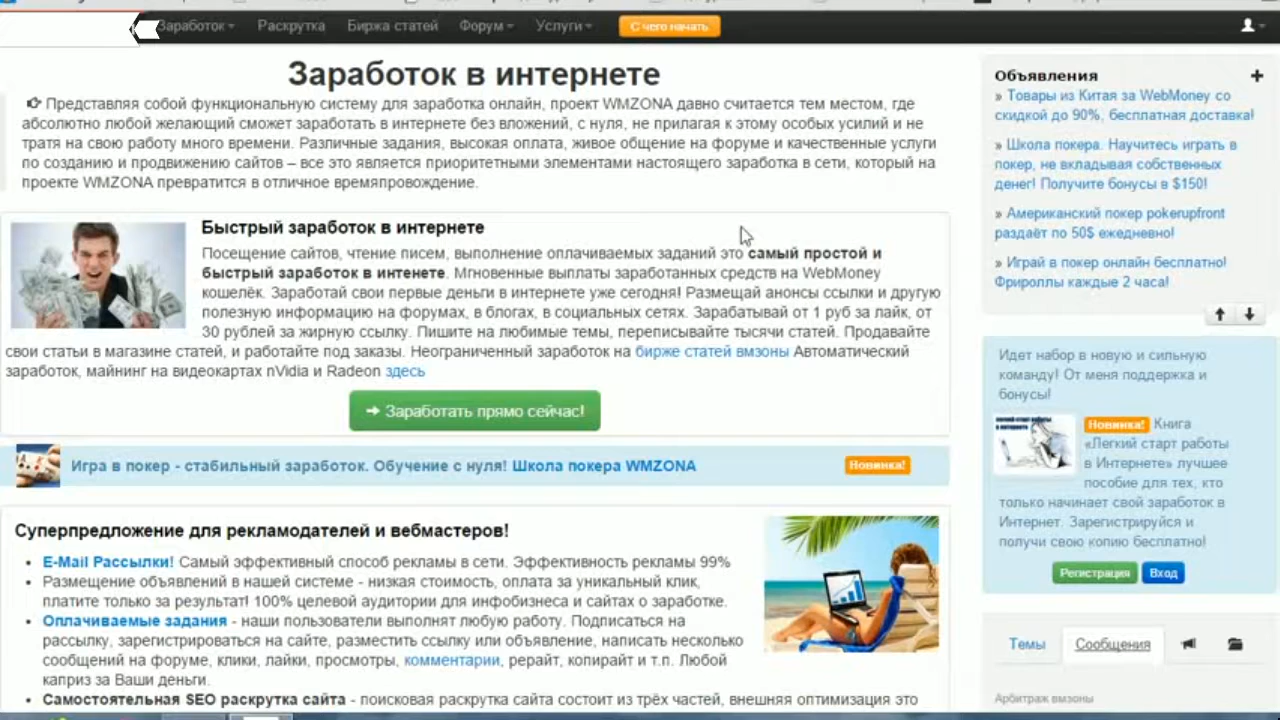 Заработок
Раскрутка
Биржа статей
Форум
Услуги
С чего начать
Заработок в интернете
Представляя собой функциональную систему для заработка онлайн, проект WMZONA давно считается тем местом, где
абсолютно любой желающий сможет заработать в интернете без вложений, с нуля, не прилагая к этому особых усилий и не
тратя на свою работу много времени. Различные задания, высокая оплата, живое общение на форуме и качественные услуги
по созданию и продвижению сайтов – все это является приоритетными элементами настоящего заработка в сети, который на
проекте WMZONA превратится в отличное времяпровождение.
Быстрый заработок в интернете
Посещение сайтов, чтение писем, выполнение оплачиваемых заданий это самый простой и
быстрый заработок в интенете. Мгновенные выплаты заработанных средств на WebMoney
кошелёк. Заработай свои первые деньги в интернете уже сегодня! Размещай анонсы ссылки и другую
полезную информацию на форумах, в блогах, в социальных сетях. Зарабатывай от 1 руб за лайк, от
30 рублей за жирную ссылку. Пишите на любимые темы, переписывайте тысячи статей. Продавайте
свои статьи в магазине статей, и работайте под заказы. Неограниченный заработок на бирже статей вмзоны Автоматический
заработок, майнинг на видеокартах nVidia и Radeon здесь
➔ Заработать прямо сейчас!
Игра в покер - стабильный заработок. Обучение с нуля! Школа покера WMZONA
Новинка!
Суперпредложение для рекламодателей и вебмастеров!
• E-Mail Рассылки! Самый эффективный способ рекламы в сети. Эффективность рекламы 99%
• Размещение объявлений в нашей системе - низкая стоимость, оплата за уникальный клик,
платите только за результат! 100% целевой аудитории для инфобизнеса и сайтах о заработке.
• Оплачиваемые задания - наши пользователи выполнят любую работу. Подписаться на
рассылку, зарегистрироваться на сайте, разместить ссылку или объявление, написать несколько
сообщений на форуме, клики, лайки, просмотры, комментарии, рерайт, копирайт и т.п. Любой
каприз за Ваши деньги.
• Самостоятельная SEO раскрутка сайта - поисковая раскрутка сайта состоит из трёх частей, внешняя оптимизация это
Объявления
» Товары из Китая за WebMoney со
скидкой до 90%, бесплатная доставка!
» Школа покера. Научитесь играть в
покер, не вкладывая собственных
денег! Получите бонусы в $150!
» Американский покер pokerupfront
раздаёт по 50$ ежедневно!
» Играй в покер онлайн бесплатно!
Фрироллы каждые 2 часа!
Идет набор в новую и сильную
команду! От меня поддержка и
бонусы!
Новинка! Книга
«Легкий старт работы
в Интернете» лучшее
пособие для тех, кто
только начинает свой заработок в
Интернет. Зарегистрируйся и
получи свою копию бесплатно!
Регистрация
Вход
Темы
Сообщения
Арбитраж вмзоны